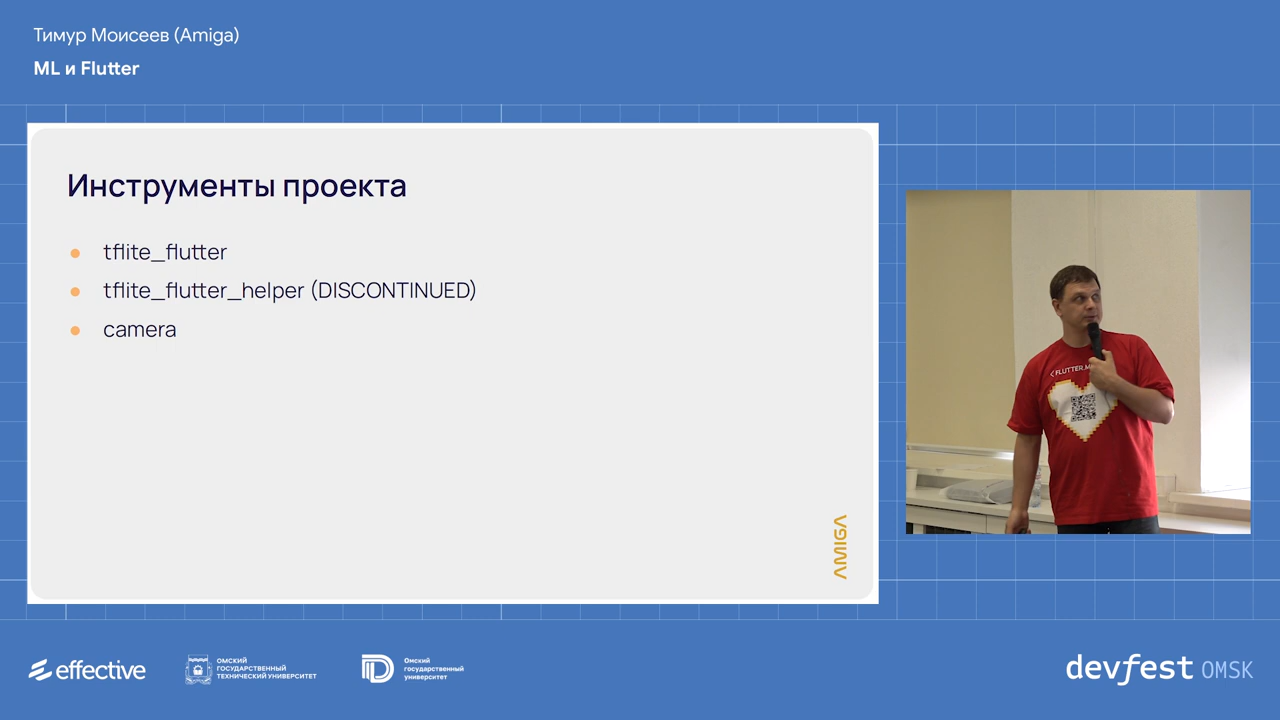 Тимур Моисеев (Amiga)
ML и Flutter
Инструменты проекта
tflite_flutter
tflite_flutter_helper (DISCONTINUED)
camera
AMIGA
< FLUTTER.M
effective
ОМСКИЙ
ГОСУДАРСТВЕННЫЙ
ТЕХНИЧЕСКИЙ УНИВЕРСИТЕТ
Омский
государственный
университет
devfest OMSK